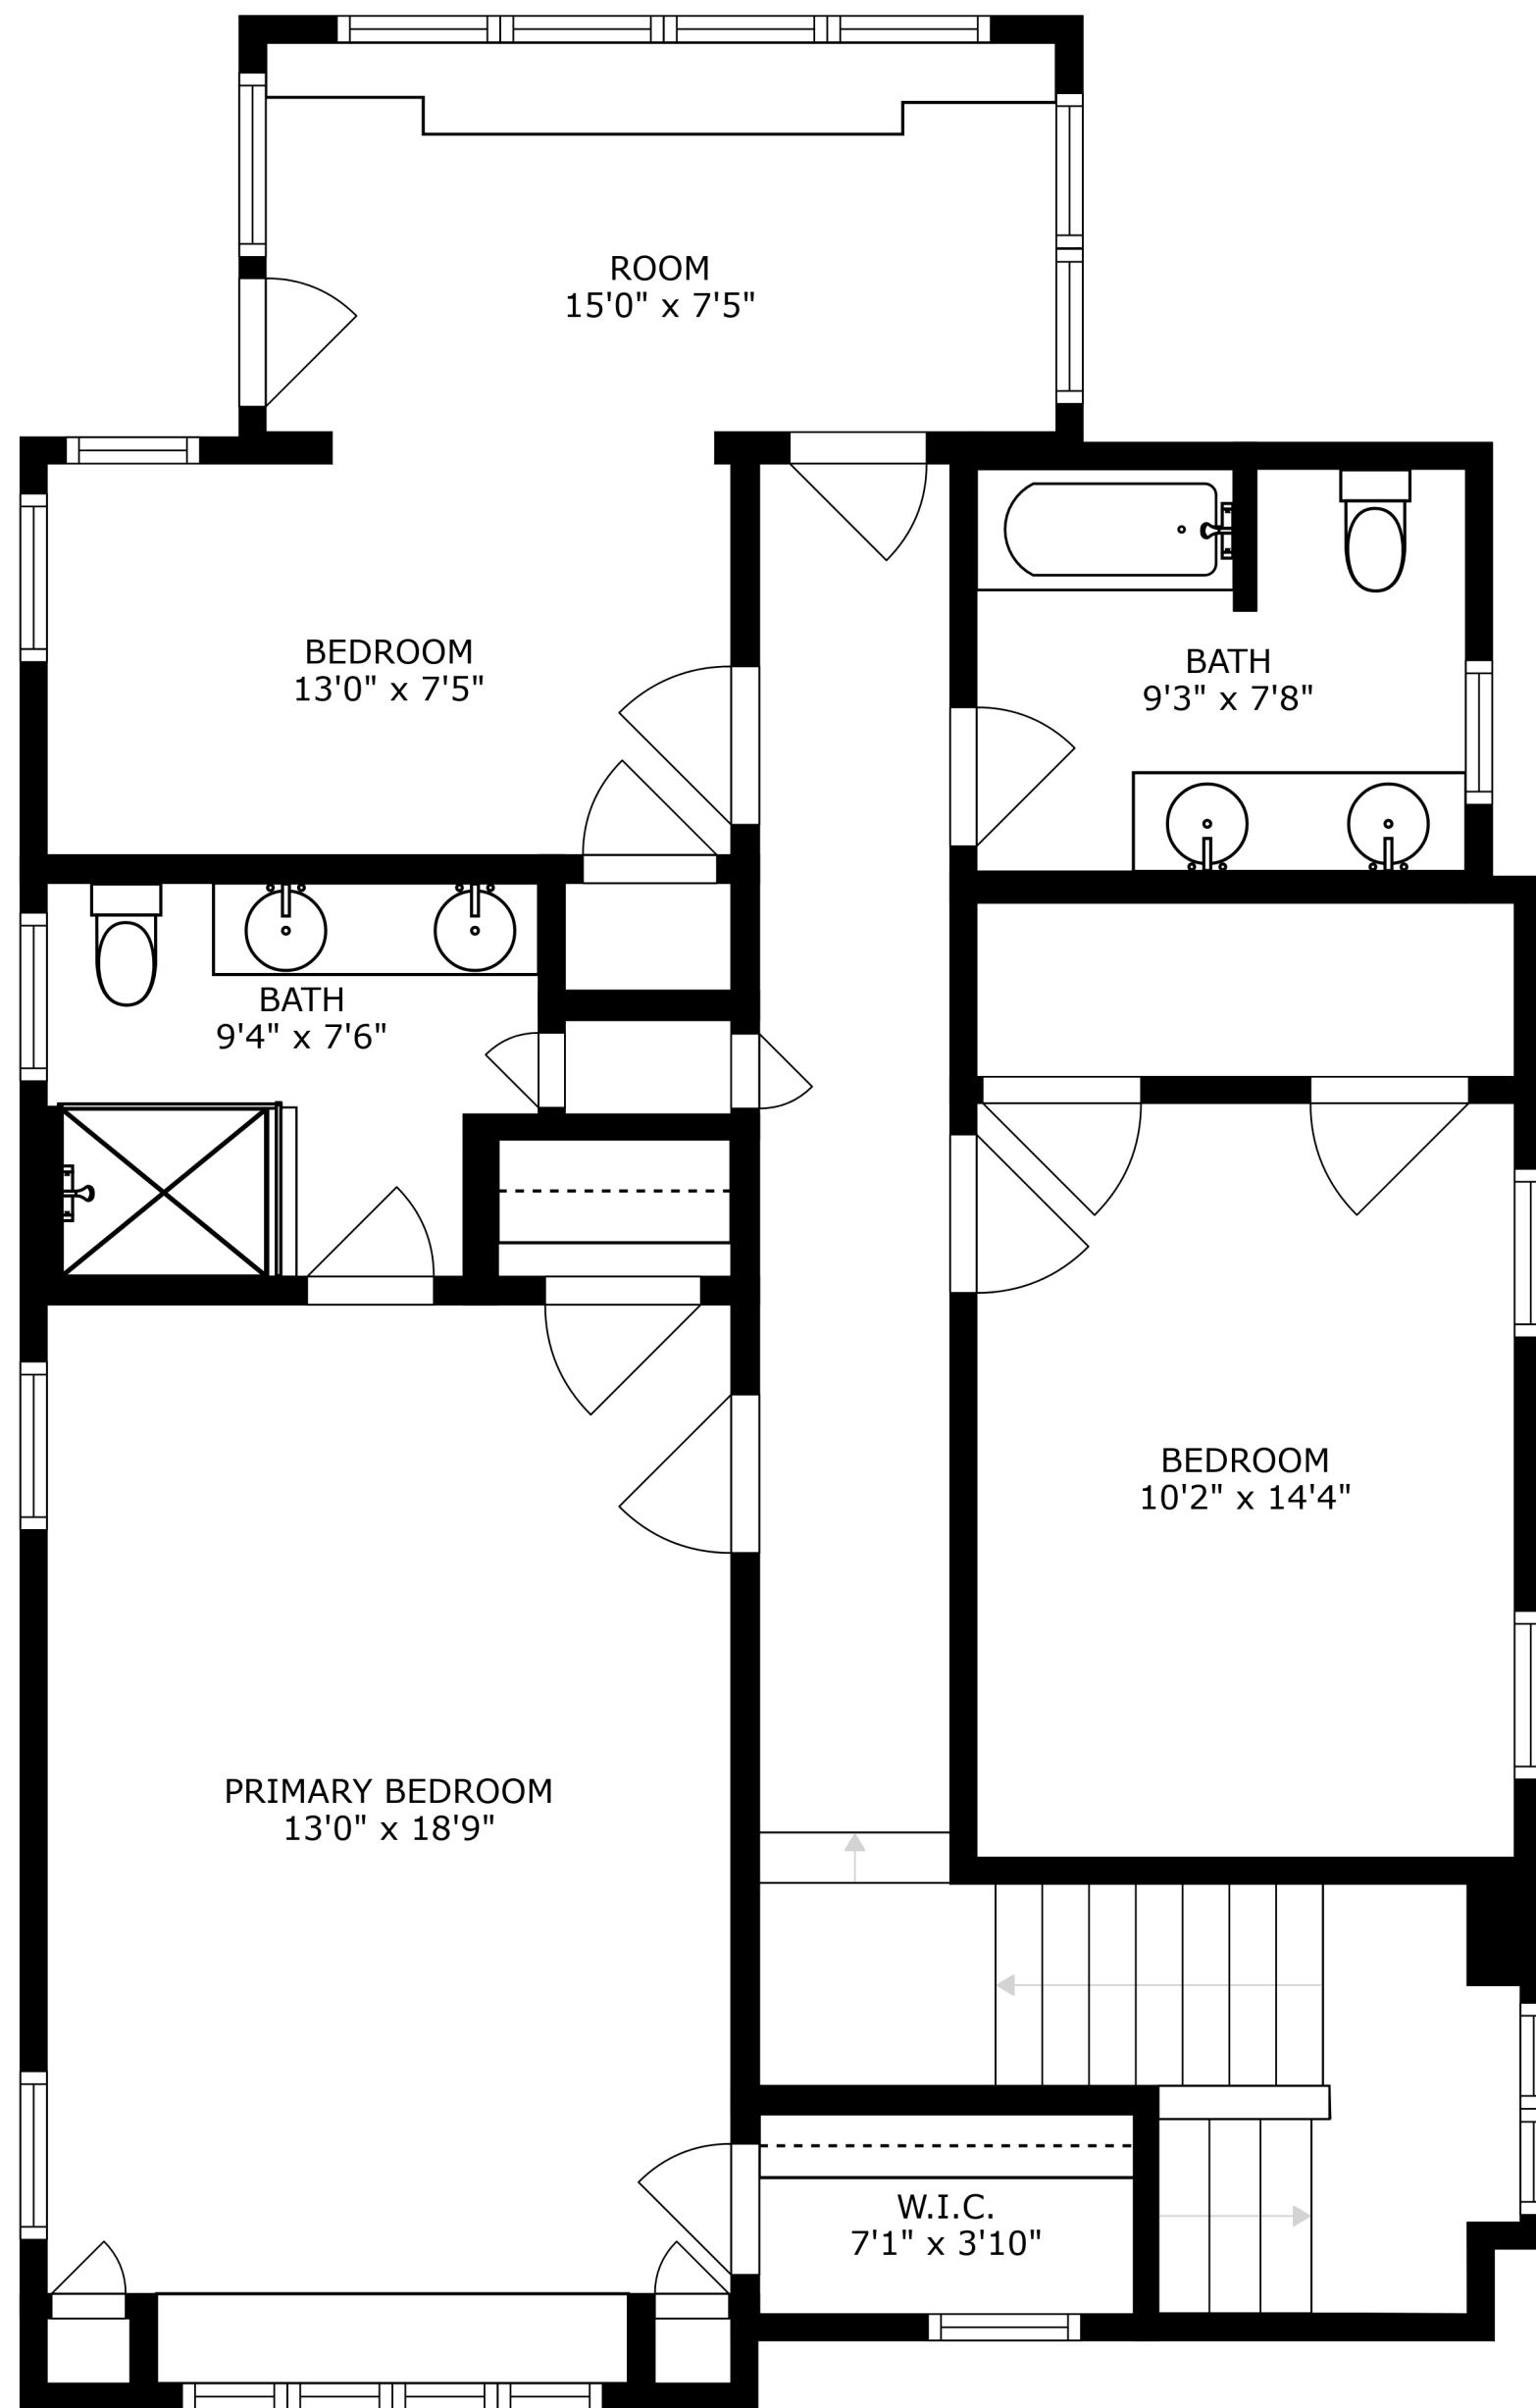 ROOM
15'0" x 7'5"
BEDROOM
13'0" x 7'5"
BATH
9'3" x 7'8"
BATH
9'4" x 7'6"
BEDROOM
10'2" x 14'4"
PRIMARY BEDROOM
13'0" x 18'9"
W.I.C.
7'1" x 3'10"